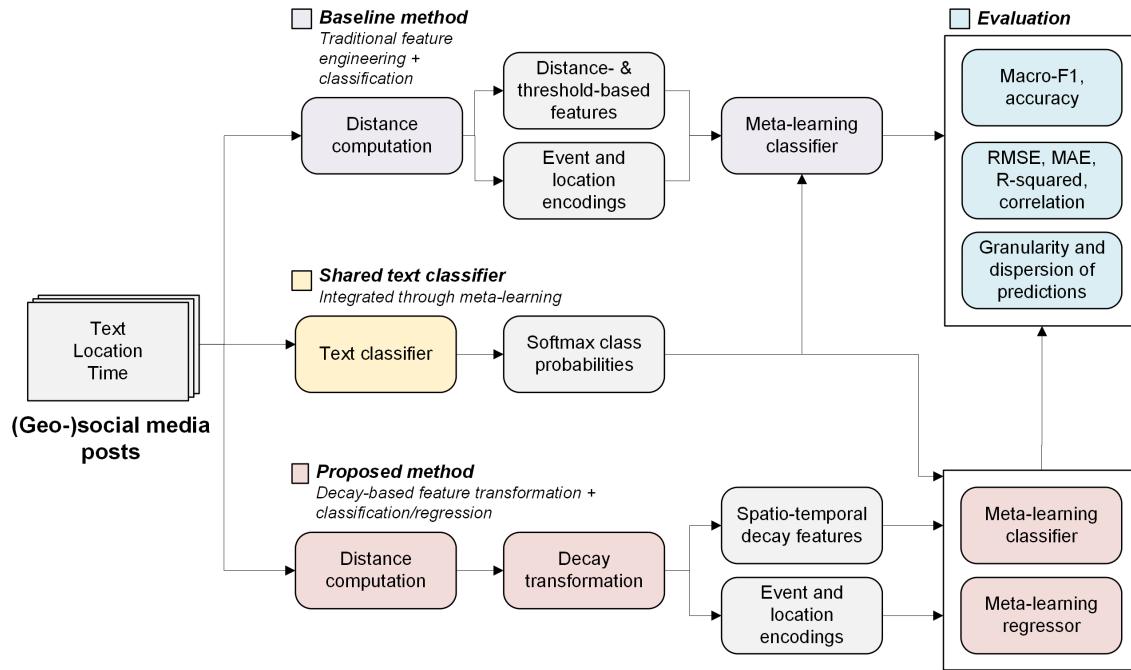 Baseline method
Traditional feature
engineering +
classification
Distance
computation
Distance- &
threshold-based
features
Event and
location
encodings
Meta-learning
classifier
Evaluation
Macro-F1,
accuracy
RMSE, MAE,
R-squared,
correlation
Granularity and
dispersion of
predictions
Text
Location
Time
(Geo-)social media
posts
Shared text classifier
Integrated through meta-learning
Text classifier
Softmax class
probabilities
Proposed method
Decay-based feature transformation +
classification/regression
Distance
computation
Decay
transformation
Spatio-temporal
decay features
Event and
location
encodings
Meta-learning
classifier
Meta-learning
regressor